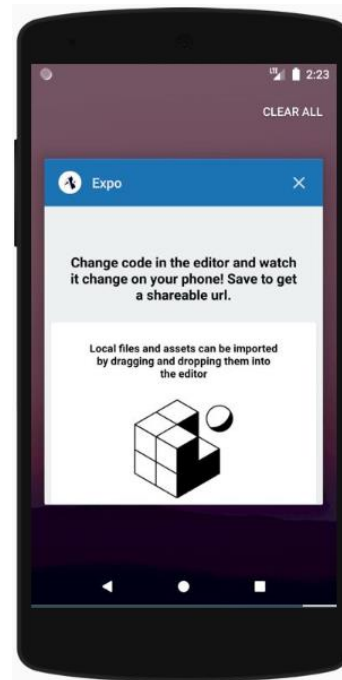 LTE 2:23
CLEAR ALL
Expo
Change code in the editor and watch
it change on your phone! Save to get
a shareable url.
Local files and assets can be imported
by dragging and dropping them into
the editor